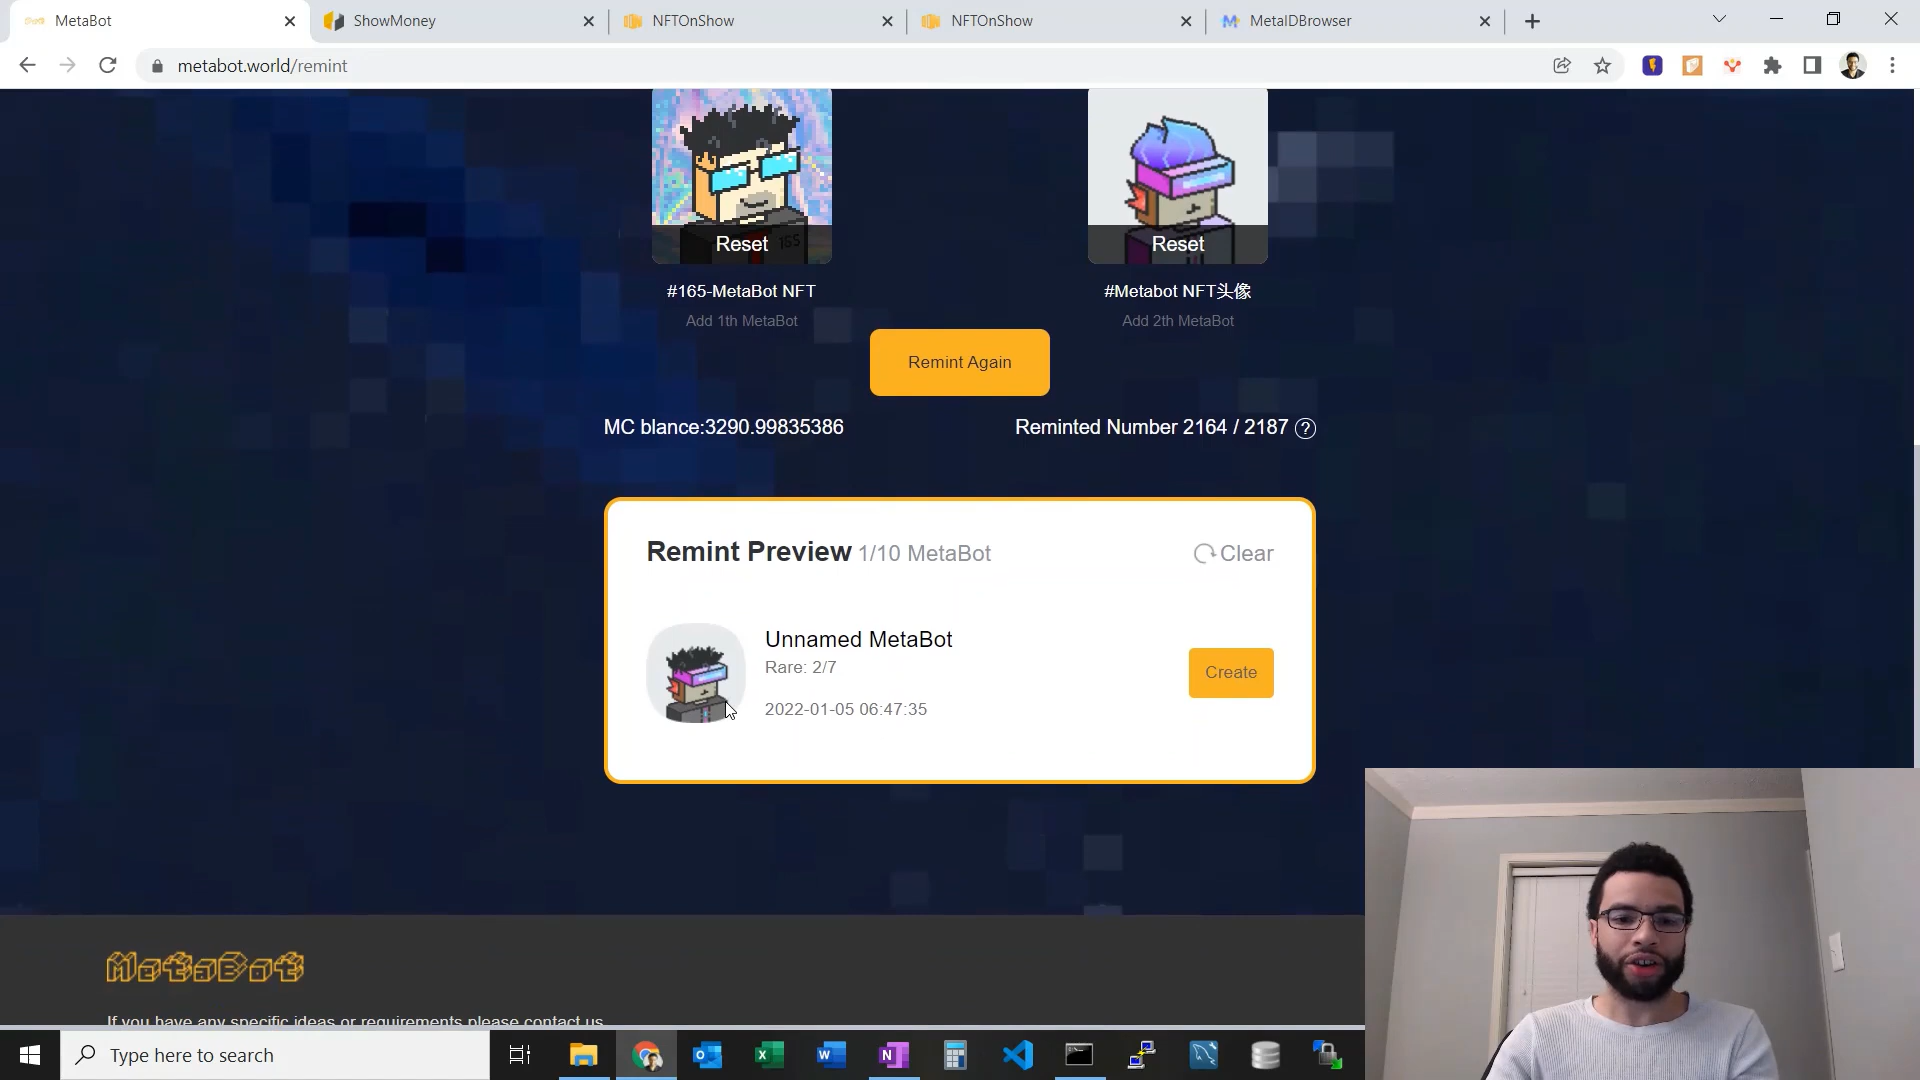 MetaBot
ShowMoney
NFTOnShow
NFTOnShow
MetaIDBrowser
metabot.world/remint
165
Reset
Reset
#165-MetaBot NFT
#Metabot NFT头像
Add 1th MetaBot
Add 2th MetaBot
Remint Again
MC blance:3290.99835386
Reminted Number 2164 / 2187 ?
Remint Preview 1/10 MetaBot
Clear
Unnamed MetaBot
Rare: 2/7
Create
2022-01-05 06:47:35
MetaBot
If you have any specific ideas or requirements please contact us
Type here to search